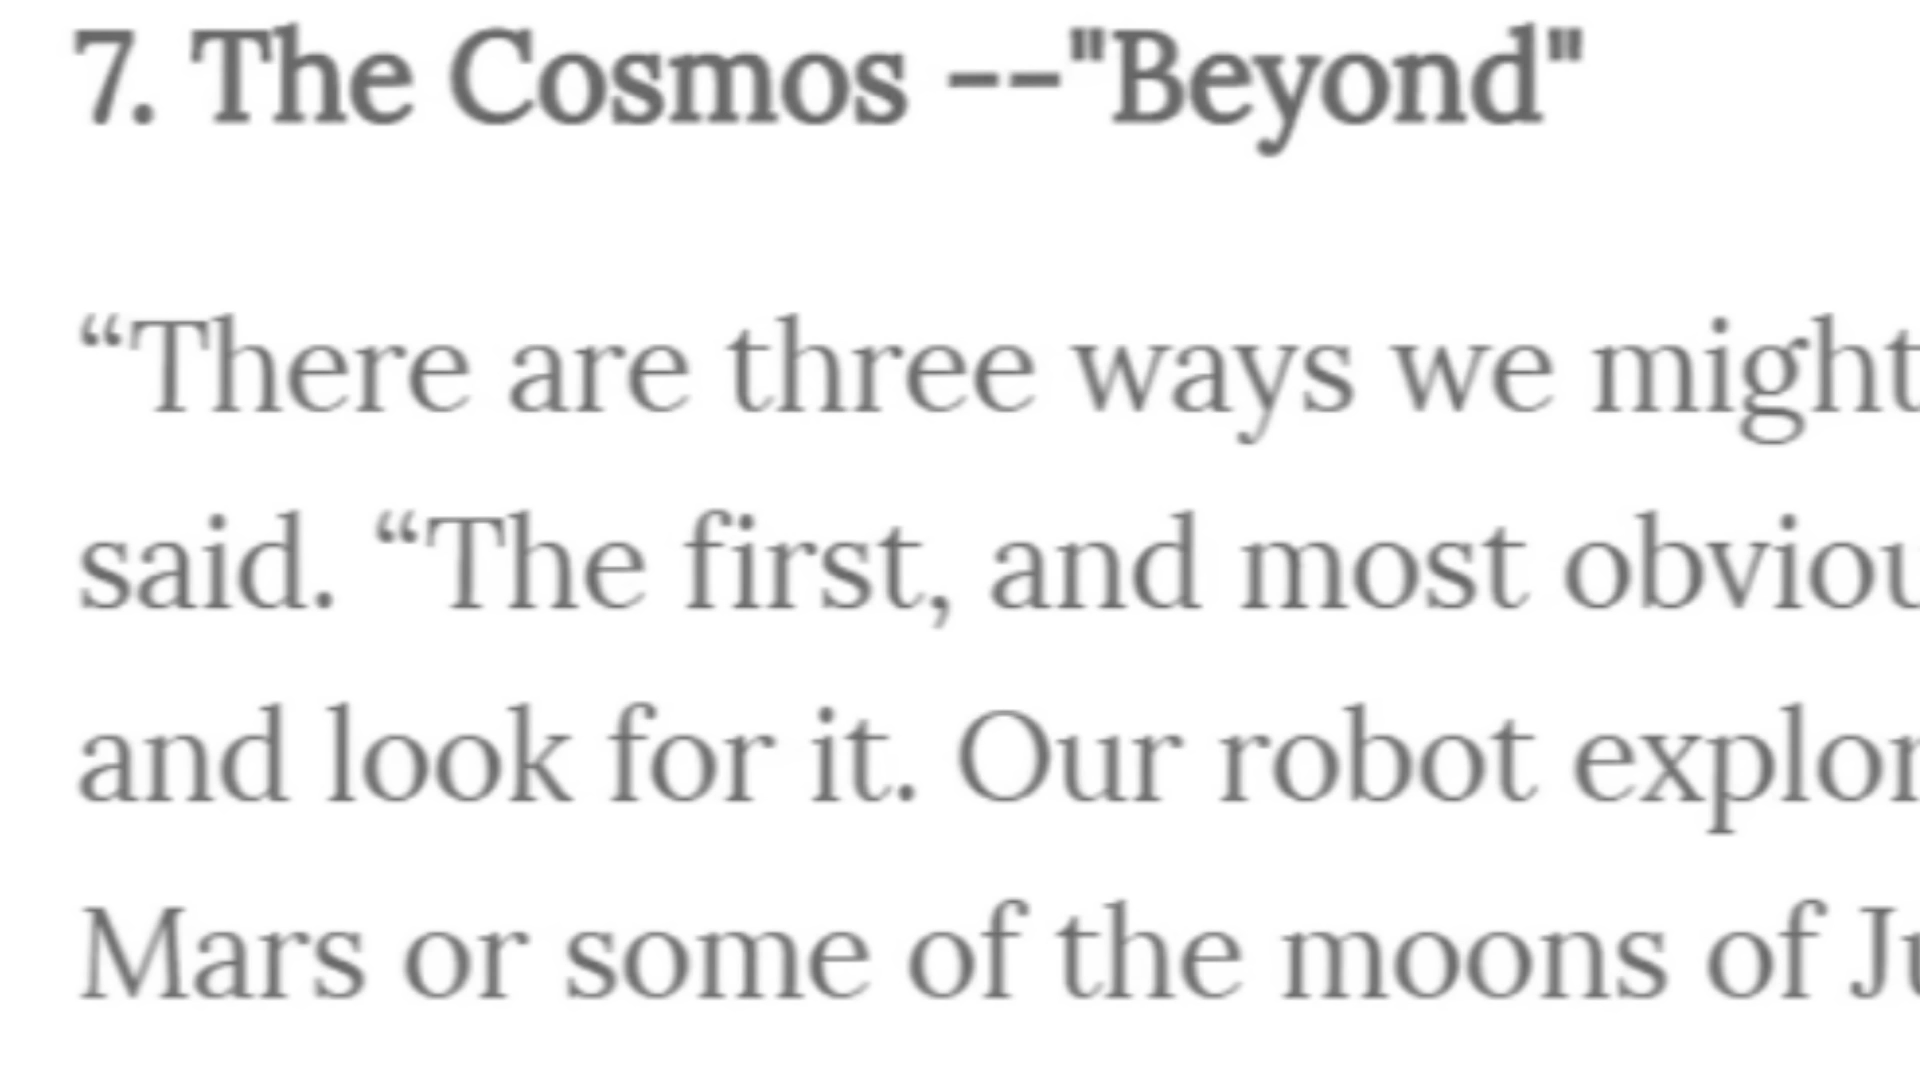 7. The Cosmos --"Beyond"
“There are three ways we might
said. “The first, and most obviou
and look for it. Our robot explor
Mars or some of the moons of Ju